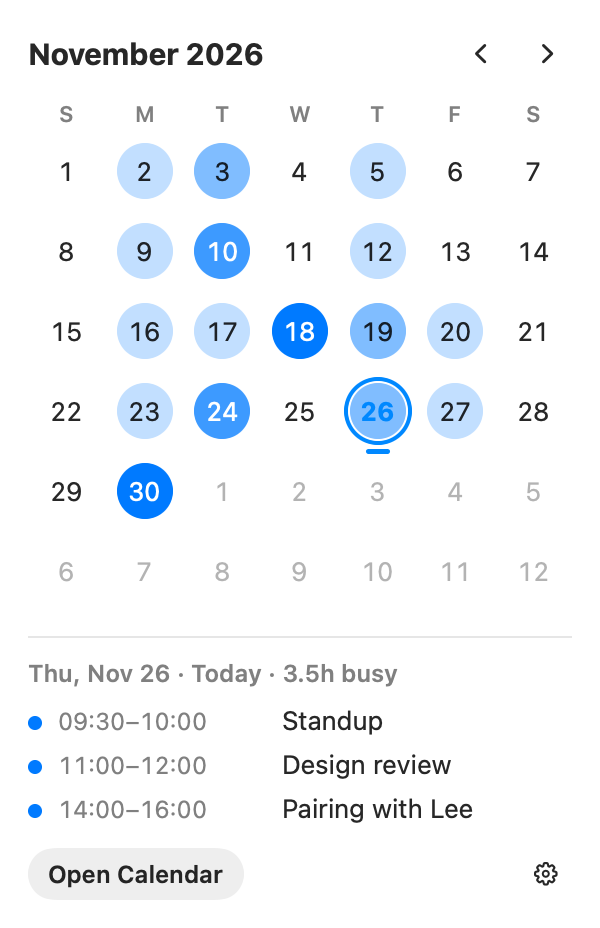 November 2026
S M T W T F S
1 2 3 4 5 6 7
8 9 10 11 12 13 14
15 16 17 18 19 20 21
22 23 24 25 26 27 28
29 30 1 2 3 4 5
6 7 8 9 10 11 12
Thu, Nov 26 · Today · 3.5h busy
09:30–10:00 Standup
11:00–12:00 Design review
14:00–16:00 Pairing with Lee
Open Calendar